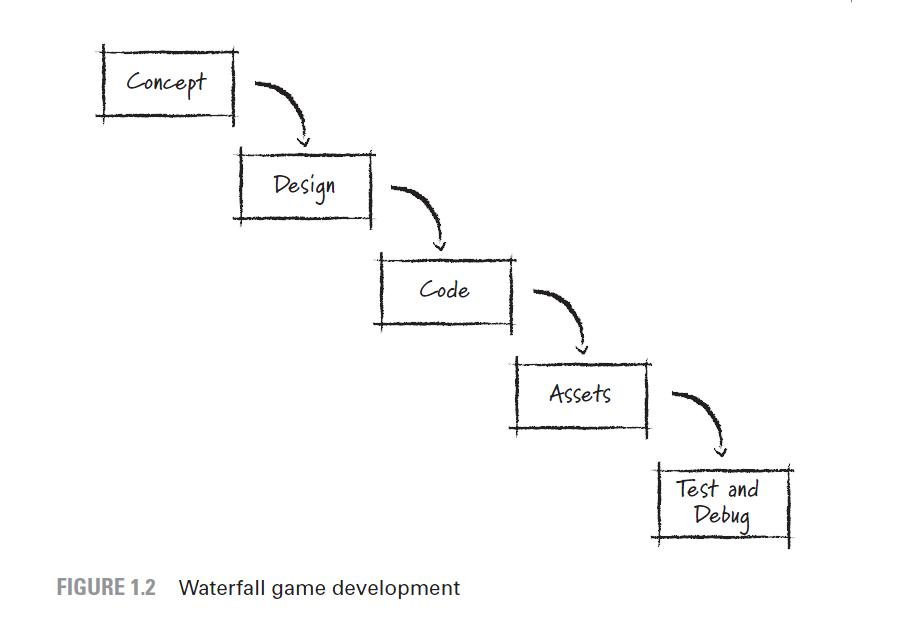 Concept
Design
Code
Assets
Test and
Debug
FIGURE 1.2 Waterfall game development